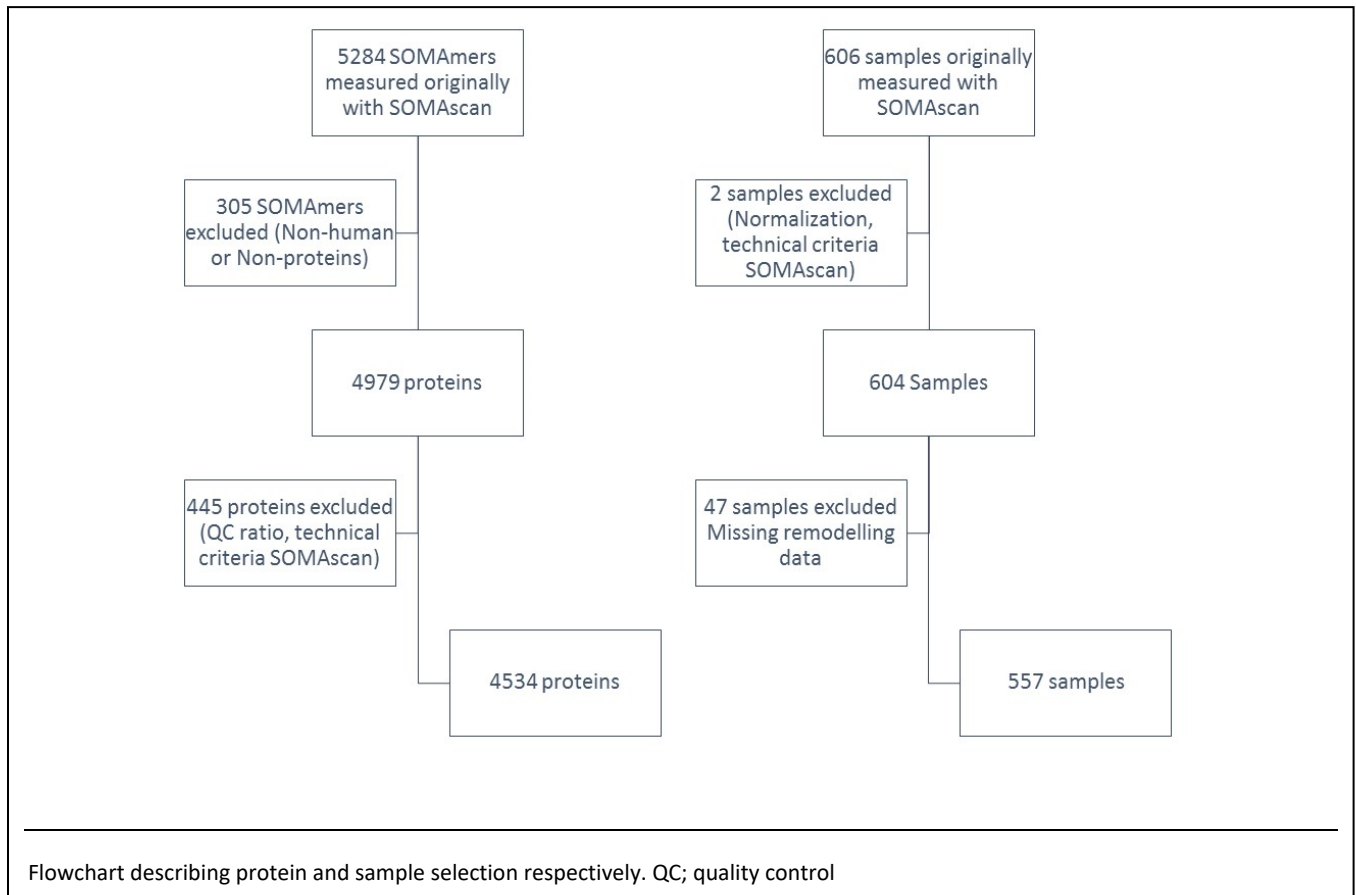 5284 SOMAmers
measured originally
with SOMAscan
305 SOMAmers
excluded (Non-human
or Non-proteins)
4979 proteins
445 proteins excluded
(QC ratio, technical
criteria SOMAscan)
4534 proteins
606 samples originally
measured with
SOMAscan
2 samples excluded
(Normalization,
technical criteria
SOMAscan)
604 Samples
47 samples excluded
Missing remodelling
data
557 samples
Flowchart describing protein and sample selection respectively. QC; quality control